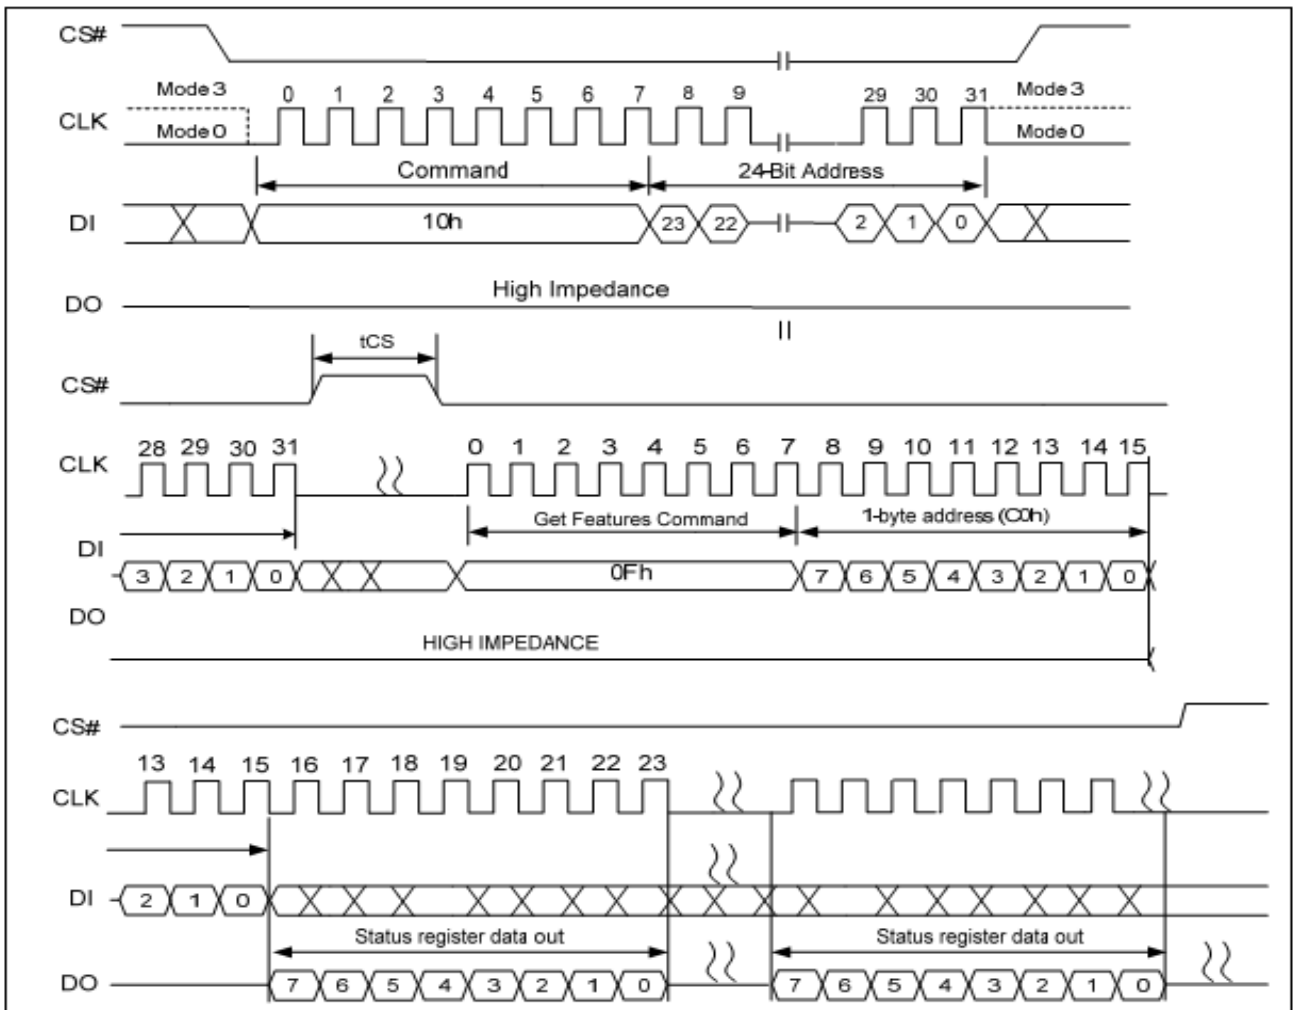 CS#
Mode 3 0 1 2 3 4 5 6 7 8 9 29 30 31 Mode 3
CLK
Mode 0 Mode 0
Command 24-Bit Address
DI 10h 23 22 2 1 0
High Impedance
DO
tCS
CS#
28 29 30 31 0 1 2 3 4 5 6 7 8 9 10 11 12 13 14 15
CLK
Get Features Command 1-byte address (C0h)
DI
3 2 1 0 0Fh 7 6 5 4 3 2 1 0
DO
HIGH IMPEDANCE
CS#
13 14 15 16 17 18 19 20 21 22 23
CLK
DI 2 1 0
Status register data out Status register data out
DO 7 6 5 4 3 2 1 0 7 6 5 4 3 2 1 0